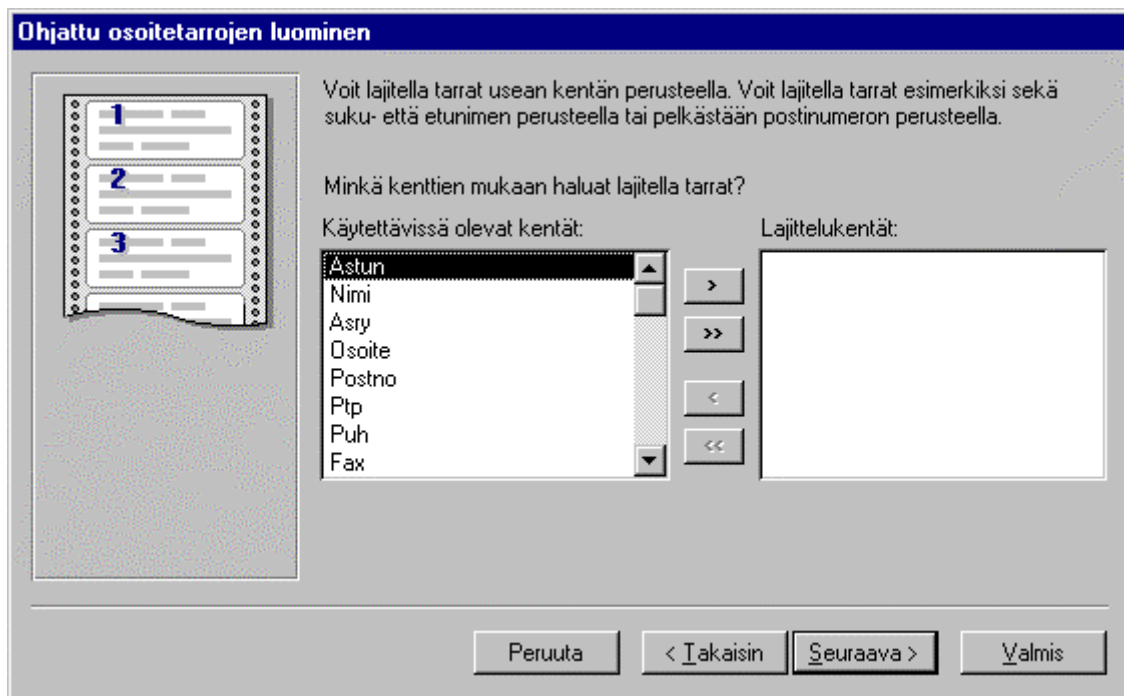 Ohjattu osoitetarrojen luominen
1
2
3
Voit lajitella tarrat usean kentän perusteella. Voit lajitella tarrat esimerkiksi sekä
suku- että etunimen perusteella tai pelkästään postinumeron perusteella.
Minkä kenttien mukaan haluat lajitella tarrat?
Käytettävissä olevat kentät:
Astun
Nimi
Asry
Osoite
Postno
Ptp
Puh
Fax
>
>>
<
<<
Lajittelukentät:
Peruuta
< Takaisin
Seuraava >
Valmis